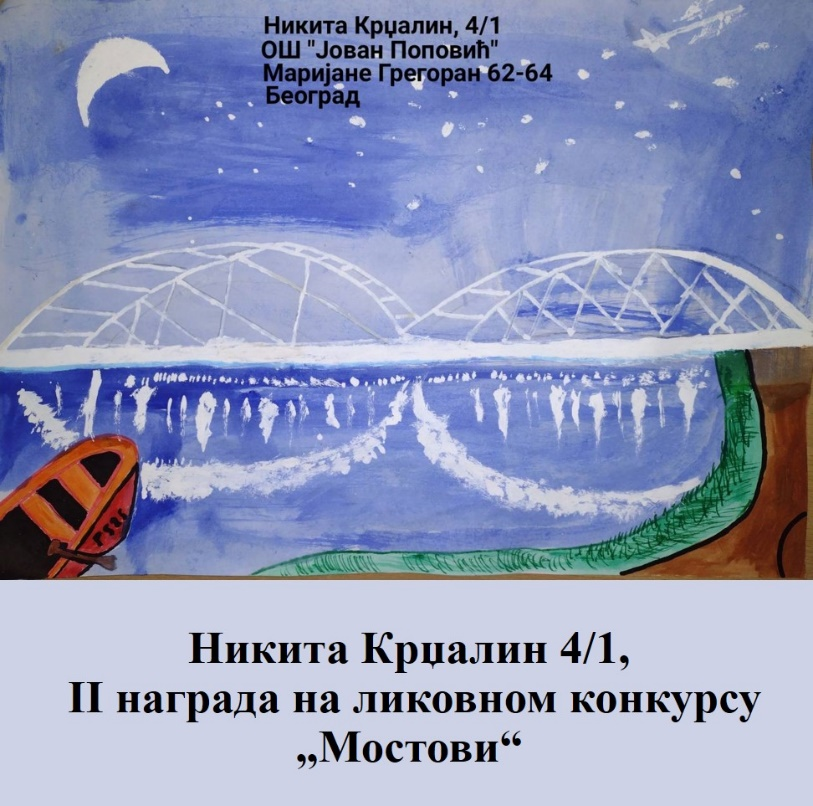 Никита Крџалин, 4/1
ОШ "Јован Поповић"
Маријане Грегоран 62-64
Београд
Никита Крџалин 4/1,
II награда на ликовном конкурсу
„Мостови“